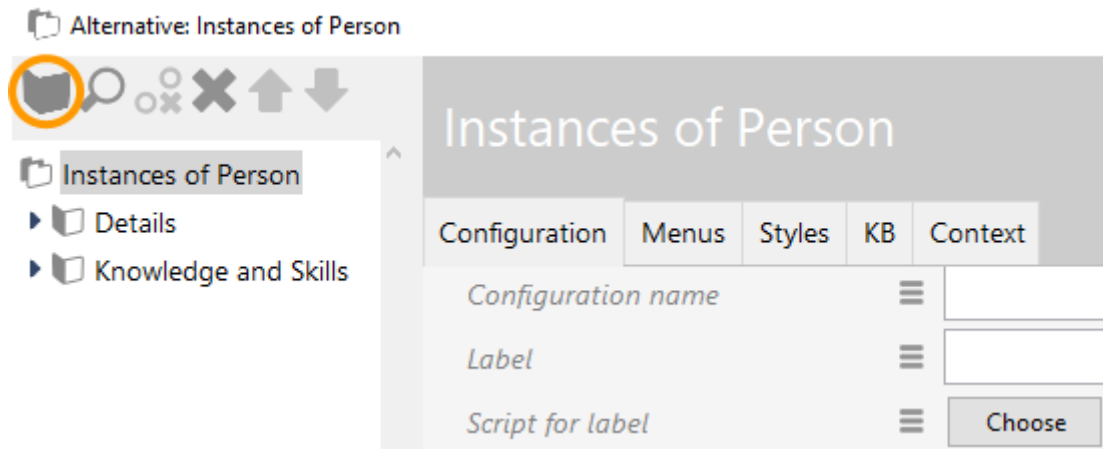 Alternative: Instances of Person
Instances of Person
Instances of Person
Details
Knowledge and Skills
Configuration Menus Styles KB Context
Configuration name
Label
Script for label Choose